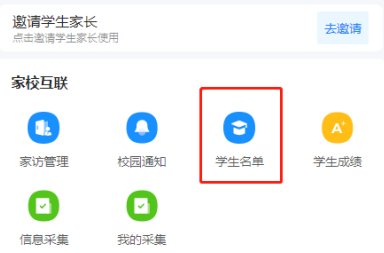 邀请学生家长
点击邀请学生家长使用
去邀请
家校互联
家访管理
校园通知
学生名单
A+
学生成绩
信息采集
我的采集